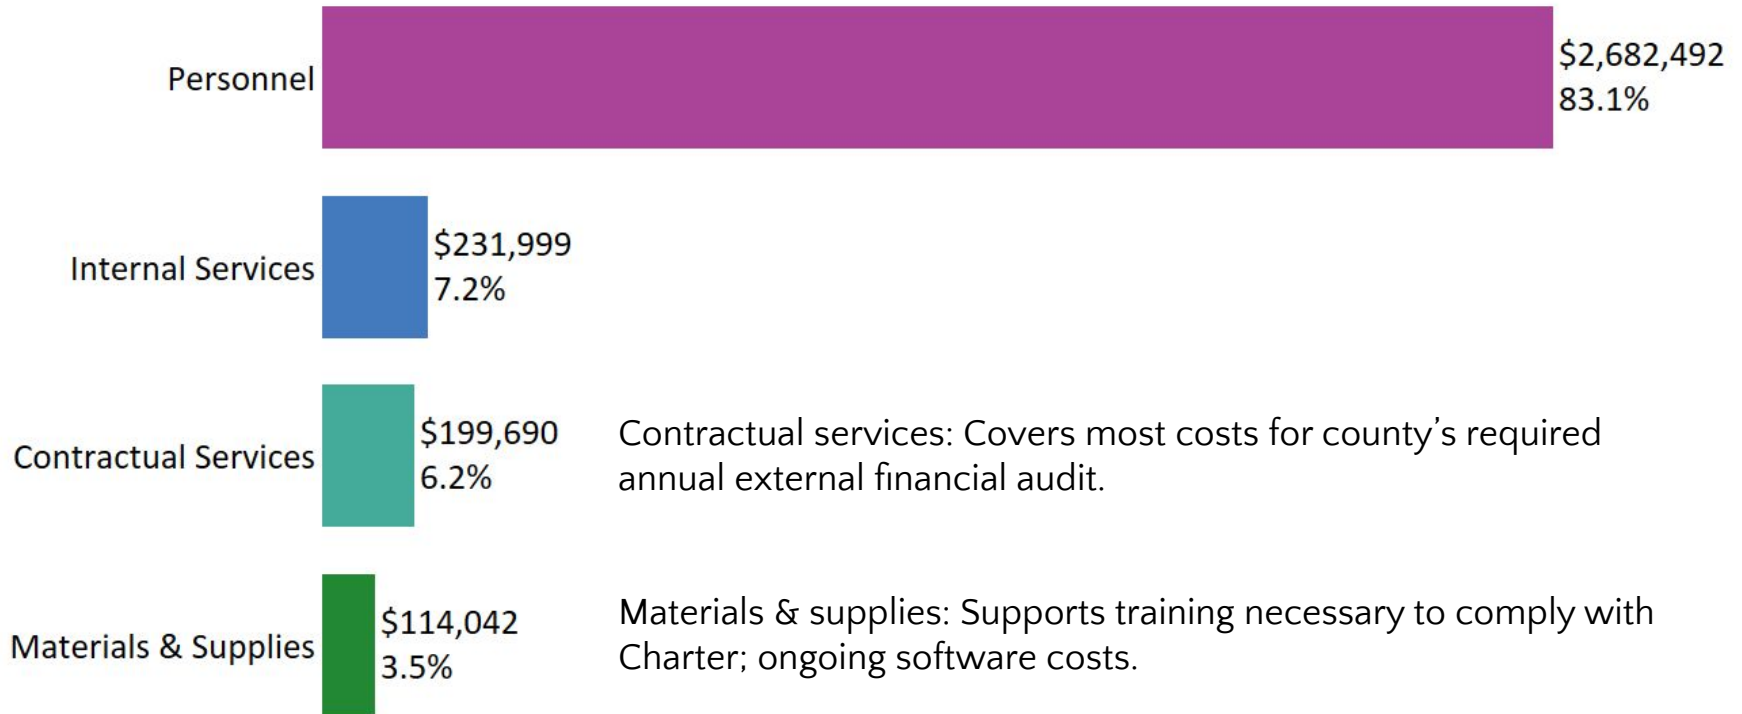 Personnel
$2,682,492
83.1%
Internal Services
$231,999
7.2%
Contractual Services
$199,690
6.2%
Contractual services: Covers most costs for county’s required
annual external financial audit.
Materials & Supplies
$114,042
3.5%
Materials & supplies: Supports training necessary to comply with
Charter; ongoing software costs.